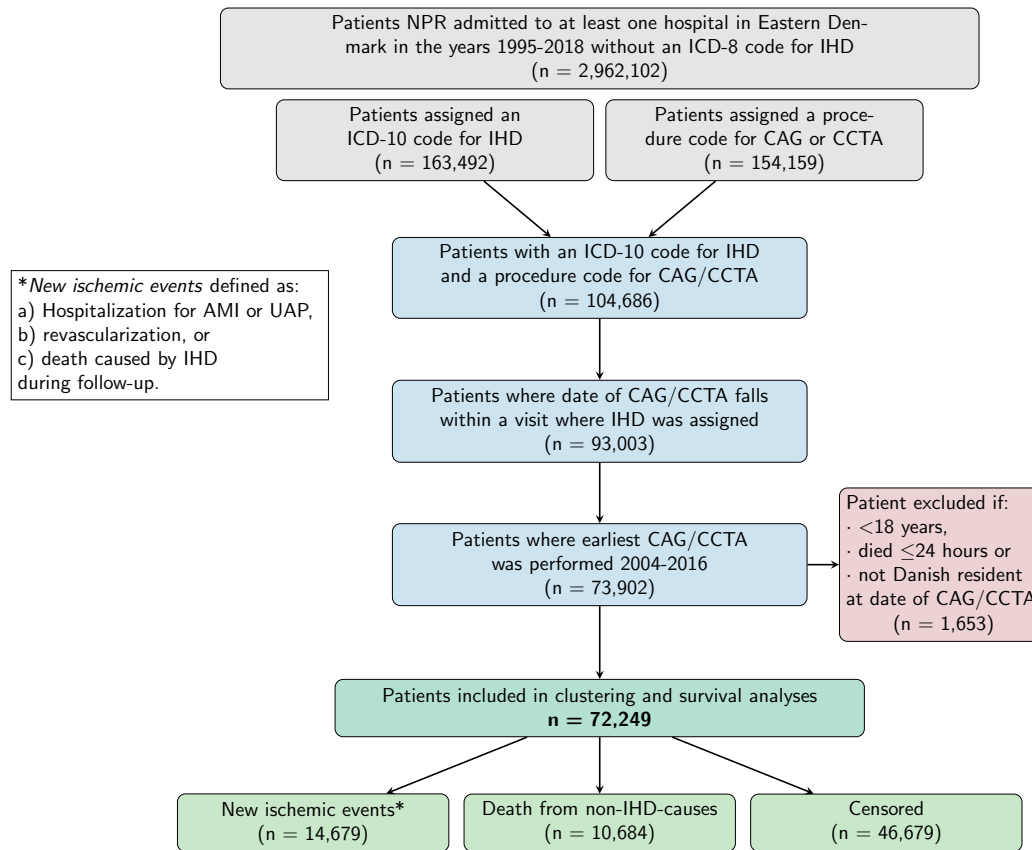 Patients NPR admitted to at least one hospital in Eastern Den-
mark in the years 1995-2018 without an ICD-8 code for IHD
(n = 2,962,102)
Patients assigned an
ICD-10 code for IHD
(n = 163,492)
Patients assigned a proce-
dure code for CAG or CCTA
(n = 154,159)
Patients with an ICD-10 code for IHD
and a procedure code for CAG/CCTA
(n = 104,686)
*New ischemic events defined as:
a) Hospitalization for AMI or UAP,
b) revascularization, or
c) death caused by IHD
during follow-up.
Patients where date of CAG/CCTA falls
within a visit where IHD was assigned
(n = 93,003)
Patients where earliest CAG/CCTA
was performed 2004-2016
(n = 73,902)
Patient excluded if:
· <18 years,
· died ≤24 hours or
· not Danish resident
at date of CAG/CCTA
(n = 1,653)
Patients included in clustering and survival analyses
n = 72,249
New ischemic events*
(n = 14,679)
Death from non-IHD-causes
(n = 10,684)
Censored
(n = 46,679)